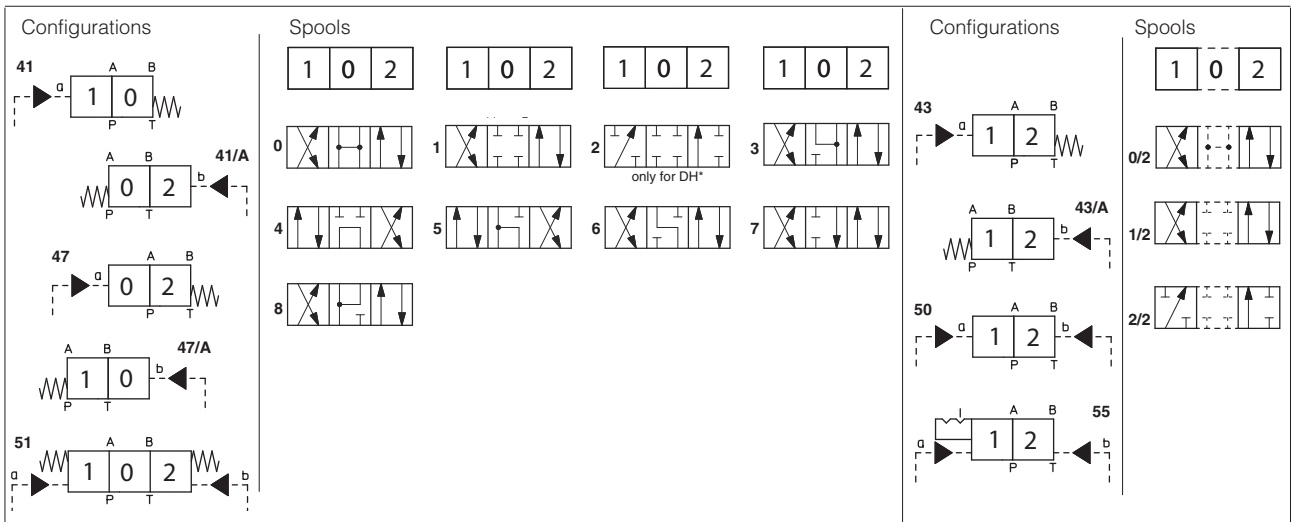 Configurations
Spools
41
a
A B
1 0
P T
A B
41/A
0 2
b
P T
47
a
A B
0 2
P T
A B
47/A
1 0
b
P T
51
a
A B
1 0 2
b
P T
1 0 2
1 0 2
1 0 2
1 0 2
0
1
2
only for DH*
3
4
5
6
7
8
Configurations
Spools
43
a
A B
1 2
P T
A B
43/A
1 2
b
P T
50
a
A B
1 2
b
P T
55
a
A B
1 2
b
P T
1 0 2
0/2
1/2
2/2